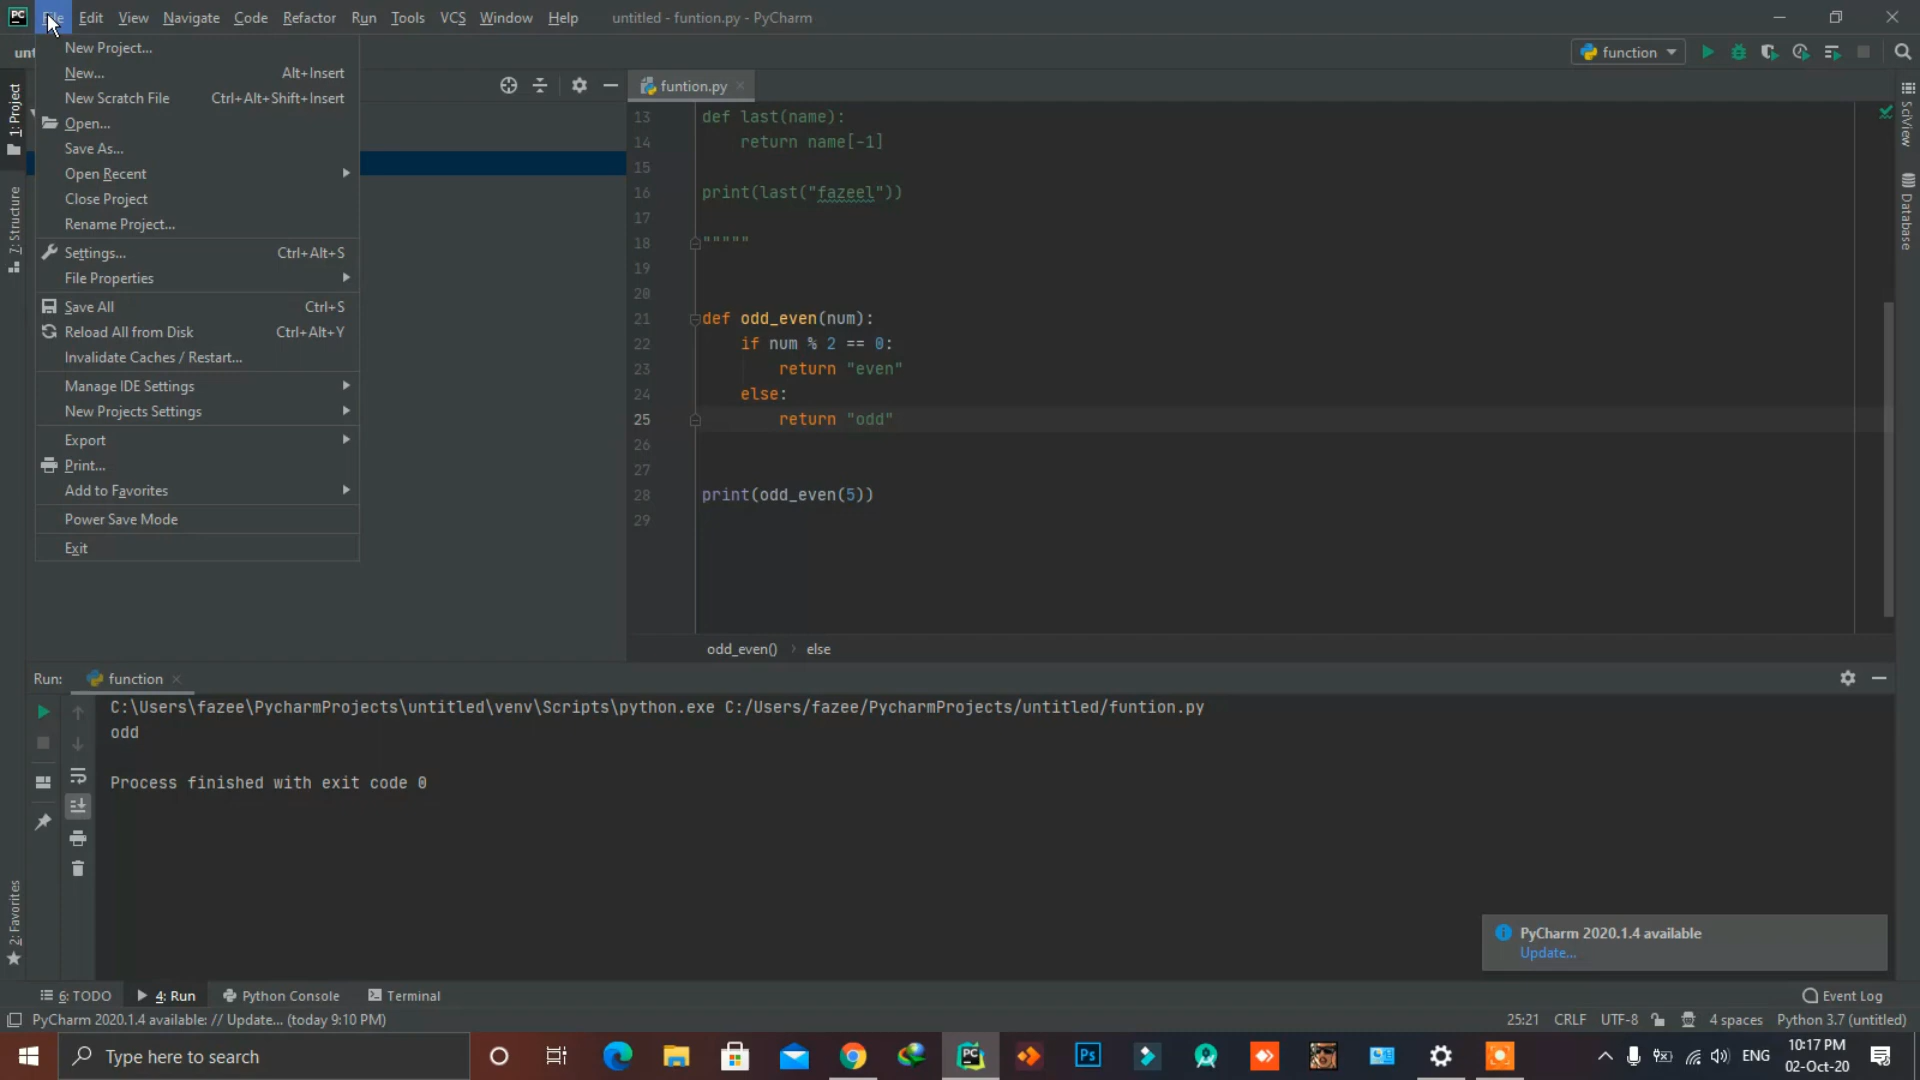 PC File Edit View Navigate Code Refactor Run Tools VCS Window Help untitled - funtion.py - PyCharm
unt
function
New Project...
New... Alt+Insert
New Scratch File Ctrl+Alt+Shift+Insert
Open...
Save As...
Open Recent
Close Project
Rename Project...
Settings... Ctrl+Alt+S
File Properties
Save All Ctrl+S
Reload All from Disk Ctrl+Alt+Y
Invalidate Caches / Restart...
Manage IDE Settings
New Projects Settings
Export
Print...
Add to Favorites
Power Save Mode
Exit
1: Project
7: Structure
2: Favorites
funtion.py
13 def last(name):
14 return name[-1]
15
16 print(last("fazeel"))
17
18 """""
19
20
21 def odd_even(num):
22 if num % 2 == 0:
23 return "even"
24 else:
25 return "odd"
26
27
28 print(odd_even(5))
29
odd_even() › else
SciView
Database
Run: function
C:\Users\fazee\PycharmProjects\untitled\venv\Scripts\python.exe C:/Users/fazee/PycharmProjects/untitled/funtion.py
odd
Process finished with exit code 0
PyCharm 2020.1.4 available
Update...
6: TODO 4: Run Python Console Terminal Event Log
PyCharm 2020.1.4 available: // Update... (today 9:10 PM) 25:21 CRLF UTF-8 4 spaces Python 3.7 (untitled)
Type here to search PC Ps ENG 10:17 PM
02-Oct-20